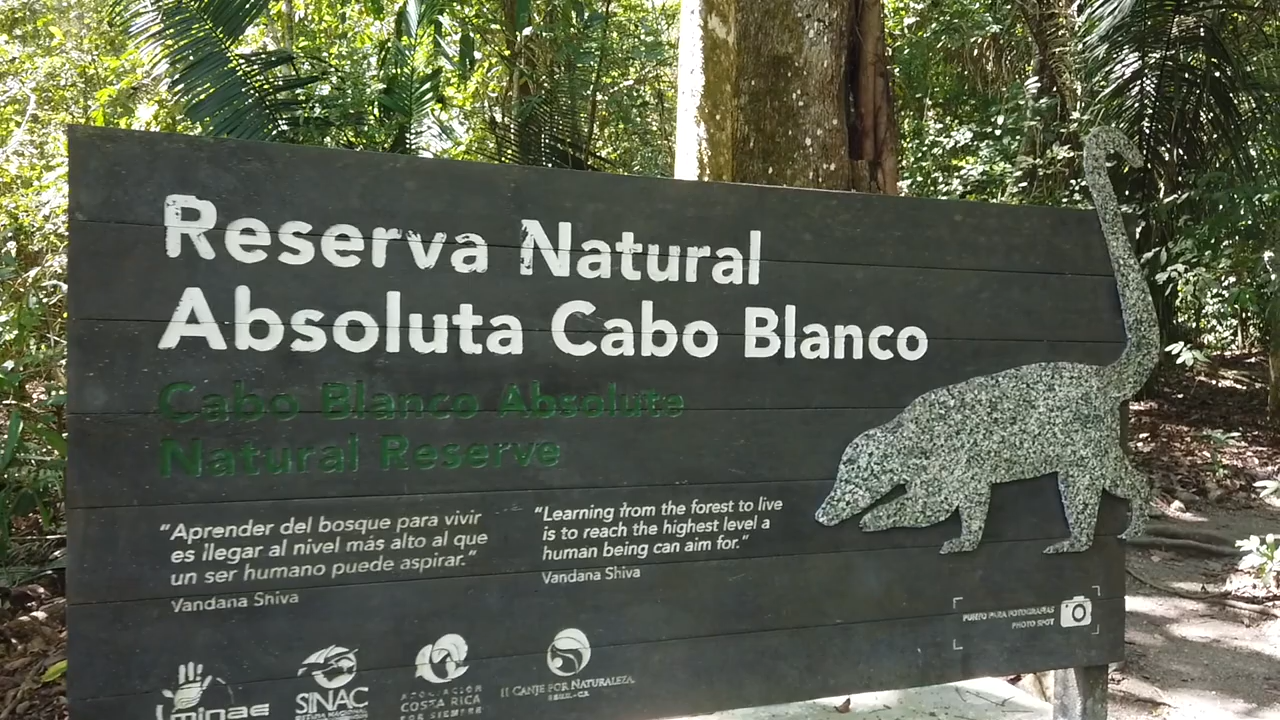 Reserva Natural
Absoluta Cabo Blanco
Cabo Blanco Absolute
Natural Reserve
“Aprender del bosque para vivir
es llegar al nivel más alto al que
un ser humano puede aspirar.”
Vandana Shiva
“Learning from the forest to live
is to reach the highest level a
human being can aim for.”
Vandana Shiva
PUNTO PARA FOTOGRAFIAS
PHOTO SPOT
minae
SINAC
ASOCIACION
COSTA RICA
POR SIEMPRE
II CANJE POR NATURALEZA